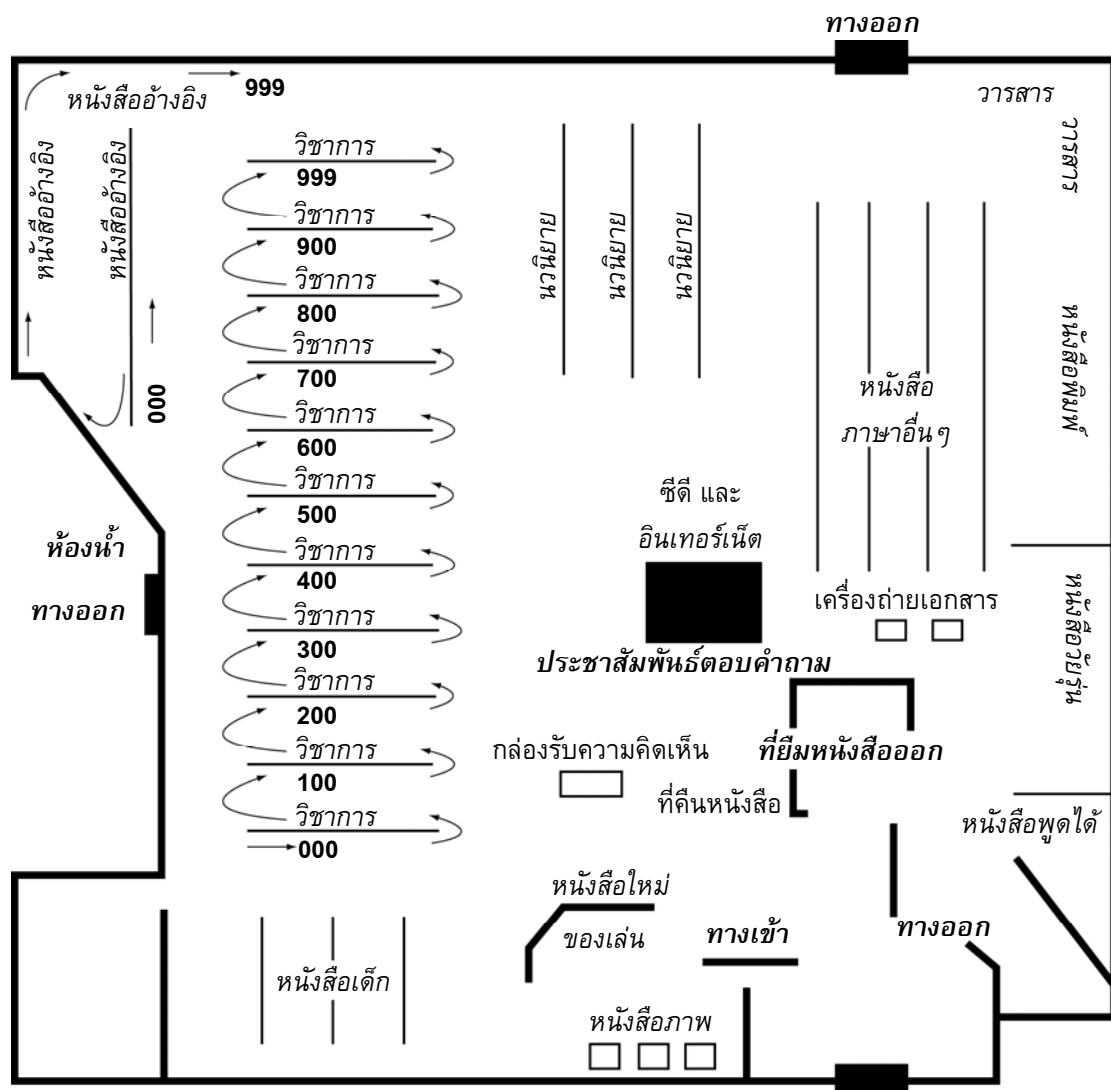 ทางออก
หนังสืออ้างอิง
999
วารสาร
วารสาร
หนังสืออ้างอิง
หนังสืออ้างอิง
000
วิชาการ
999
วิชาการ
900
วิชาการ
800
วิชาการ
700
วิชาการ
600
วิชาการ
500
วิชาการ
400
วิชาการ
300
วิชาการ
200
วิชาการ
100
วิชาการ
000
นวนิยาย
นวนิยาย
นวนิยาย
หนังสือ
ภาษาอื่นๆ
หนังสือพิมพ์
ห้องน้ำ
ทางออก
ซีดี และ
อินเทอร์เน็ต
เครื่องถ่ายเอกสาร
หนังสือวัยรุ่น
ประชาสัมพันธ์ตอบคำถาม
กล่องรับความคิดเห็น
ที่ยืมหนังสือออก
ที่คืนหนังสือ
หนังสือพูดได้
หนังสือใหม่
ของเล่น
ทางเข้า
ทางออก
หนังสือเด็ก
หนังสือภาพ